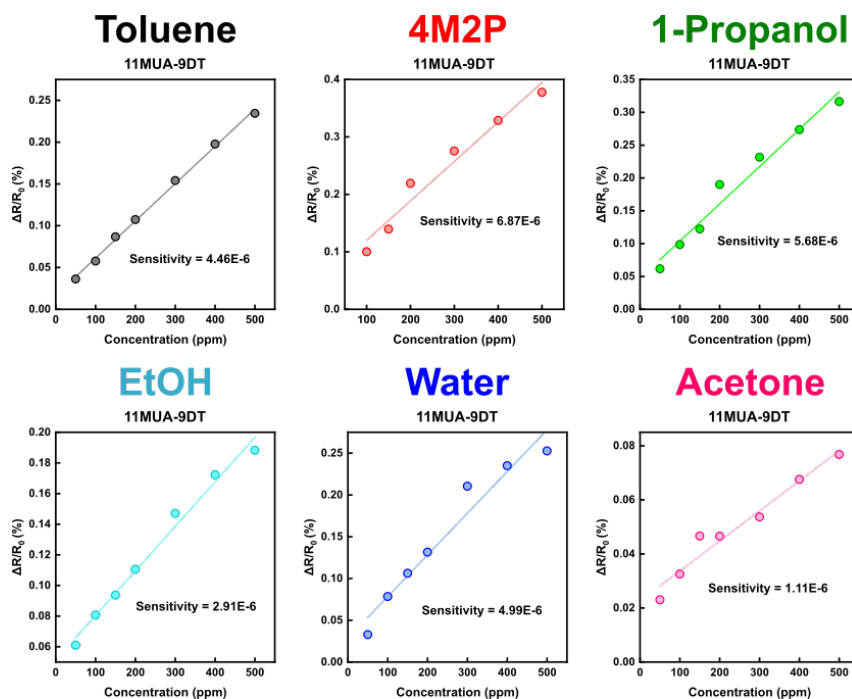 Toluene
11MUA-9DT
0.25
0.20
0.15
0.10
0.05
0.00
ΔR/R₀ (%)
Sensitivity = 4.46E-6
0 100 200 300 400 500
Concentration (ppm)
4M2P
11MUA-9DT
0.4
0.3
0.2
0.1
0.0
ΔR/R₀ (%)
Sensitivity = 6.87E-6
100 200 300 400 500
Concentration (ppm)
1-Propanol
11MUA-9DT
0.35
0.30
0.25
0.20
0.15
0.10
0.05
0.00
ΔR/R₀ (%)
Sensitivity = 5.68E-6
0 100 200 300 400 500
Concentration (ppm)
EtOH
11MUA-9DT
0.20
0.18
0.16
0.14
0.12
0.10
0.08
0.06
ΔR/R₀ (%)
Sensitivity = 2.91E-6
0 100 200 300 400 500
Concentration (ppm)
Water
11MUA-9DT
0.25
0.20
0.15
0.10
0.05
0.00
ΔR/R₀ (%)
Sensitivity = 4.99E-6
0 100 200 300 400 500
Concentration (ppm)
Acetone
11MUA-9DT
0.08
0.06
0.04
0.02
0.00
ΔR/R₀ (%)
Sensitivity = 1.11E-6
0 100 200 300 400 500
Concentration (ppm)